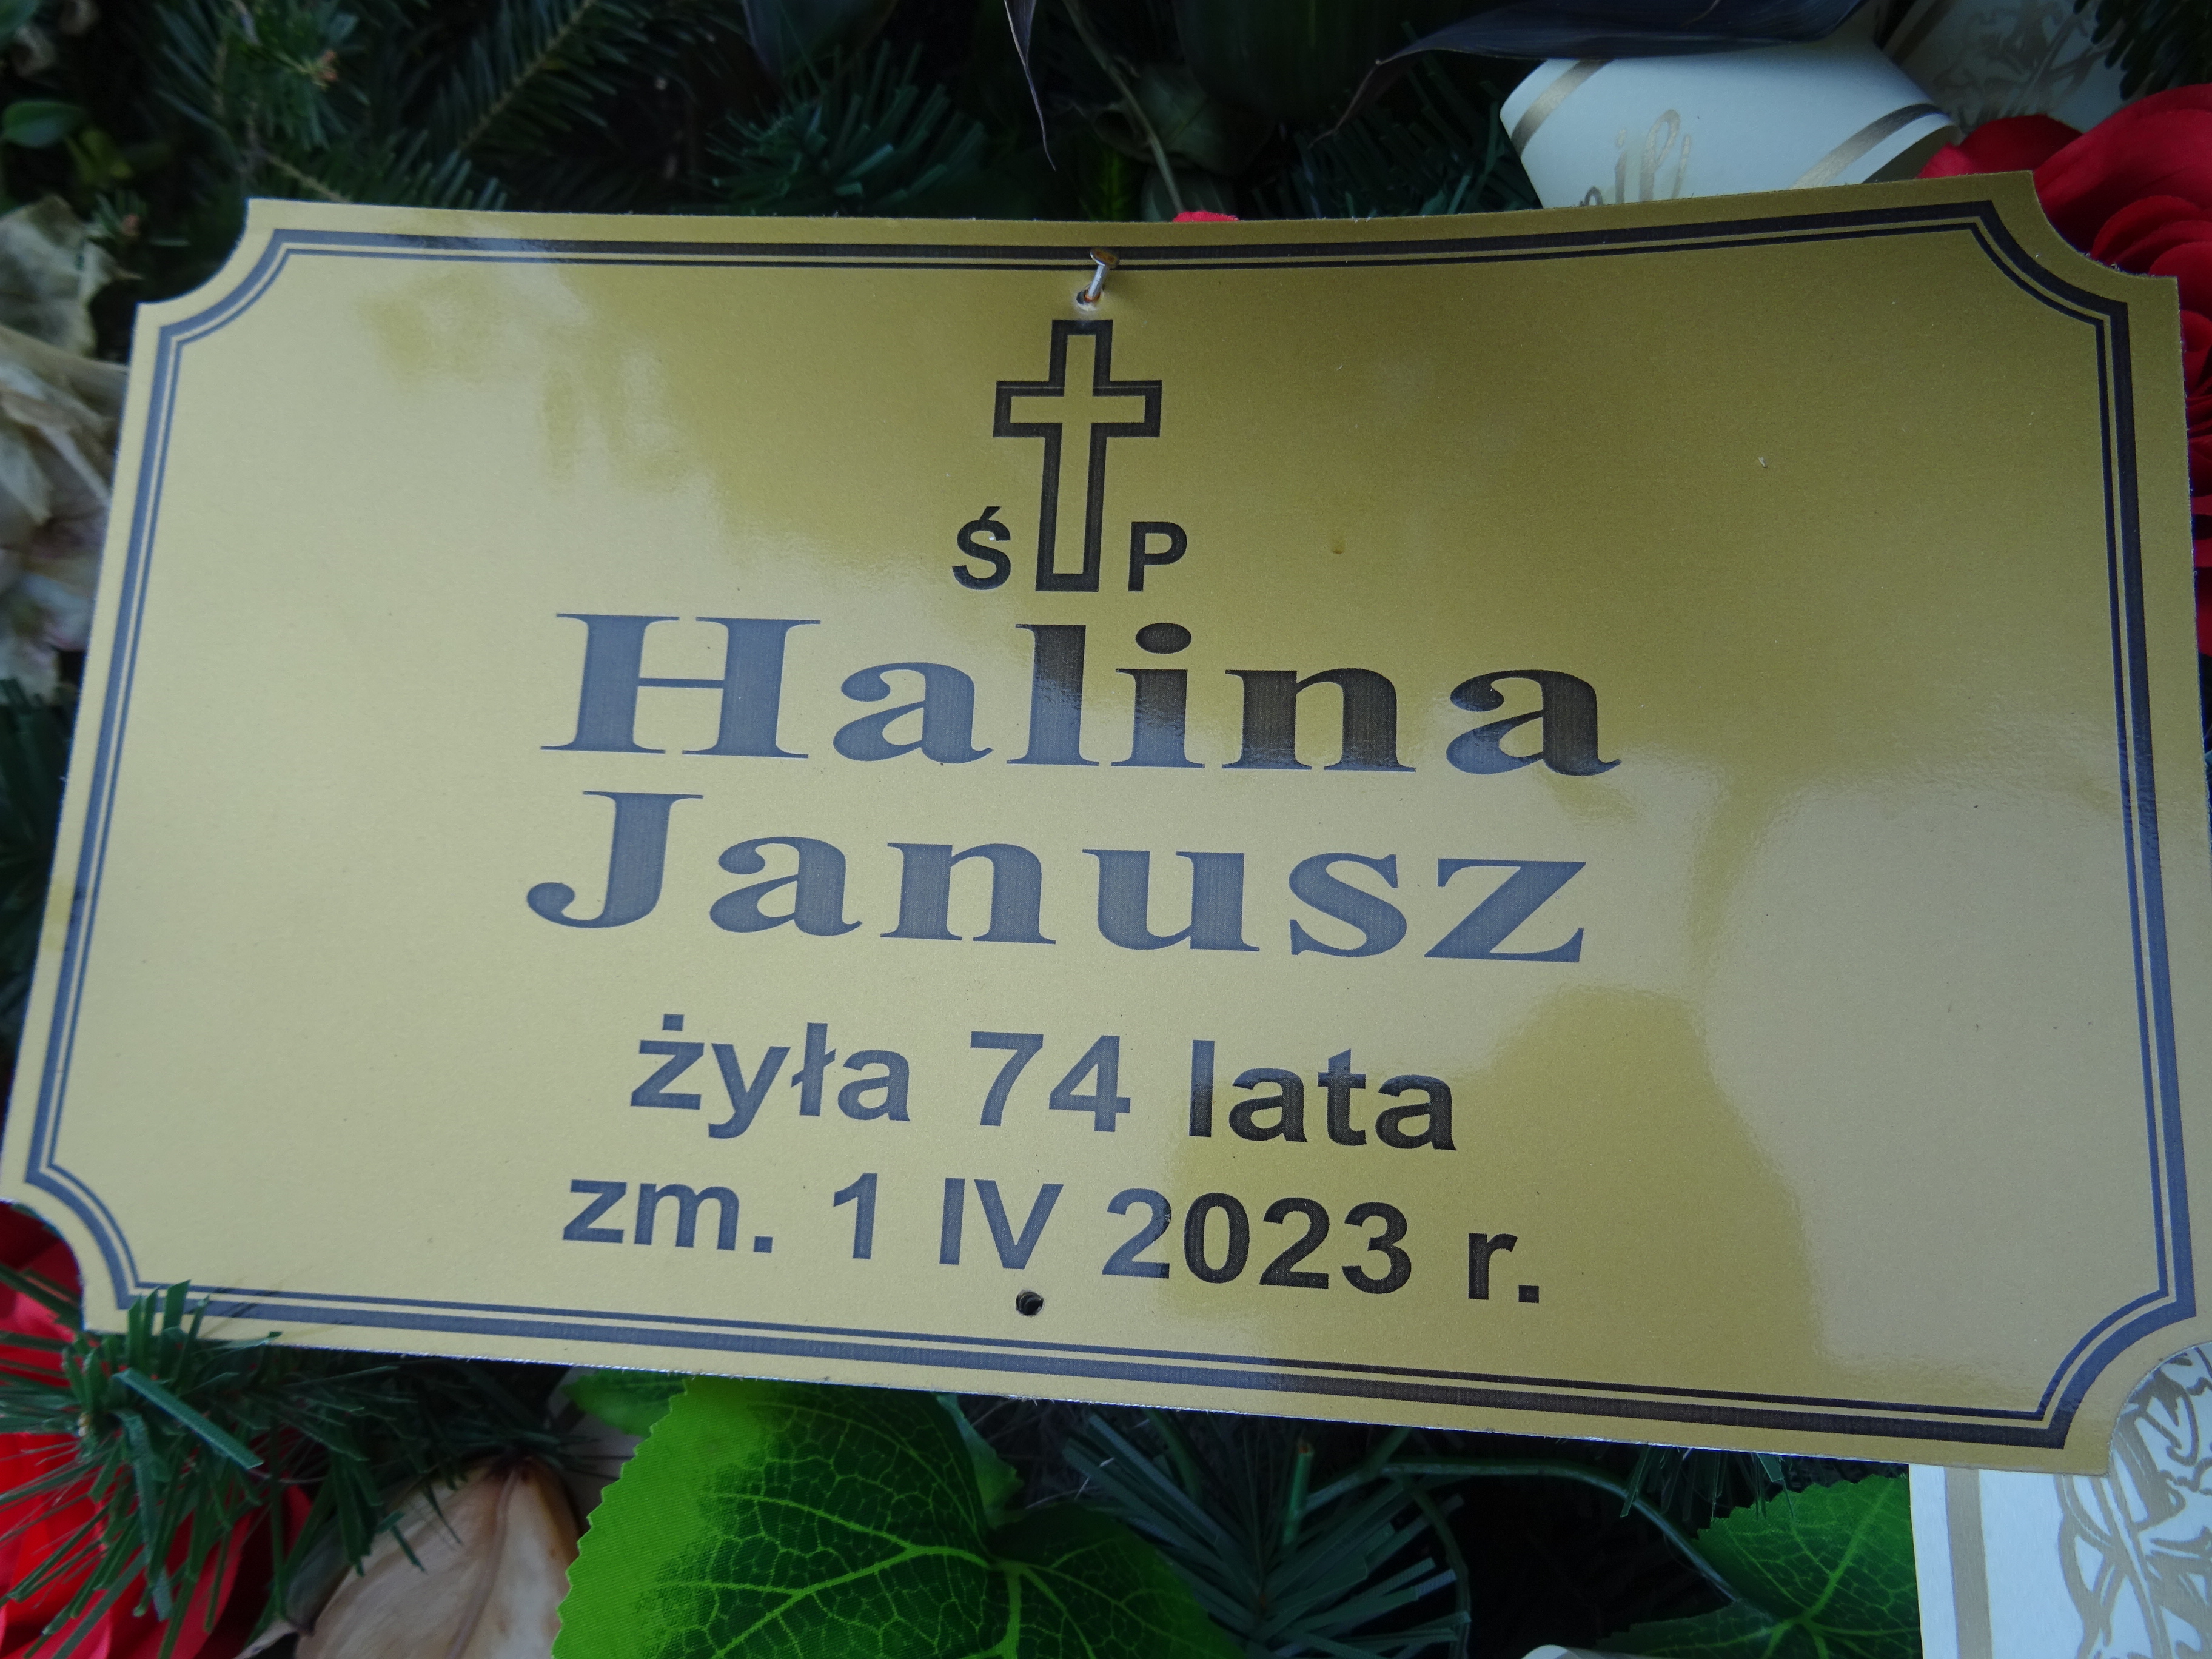 Ś P
Halina
Janusz
żyła 74 lata
zm. 1 IV 2023 r.